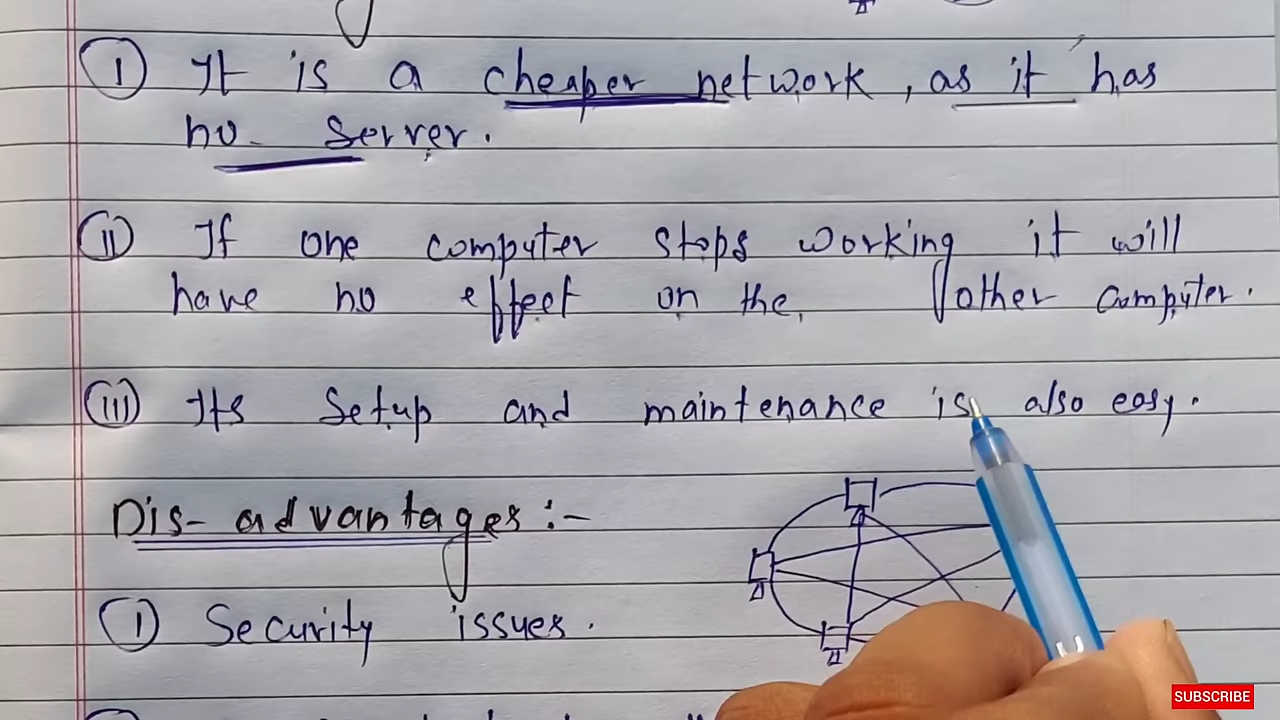 (I) It is a cheaper network, as it has
no server.
(II) If one computer stops working it will
have no effect on the other computer.
(III) Its Setup and maintenance is also easy.
Dis-advantages :-
(I) Security issues.
SUBSCRIBE